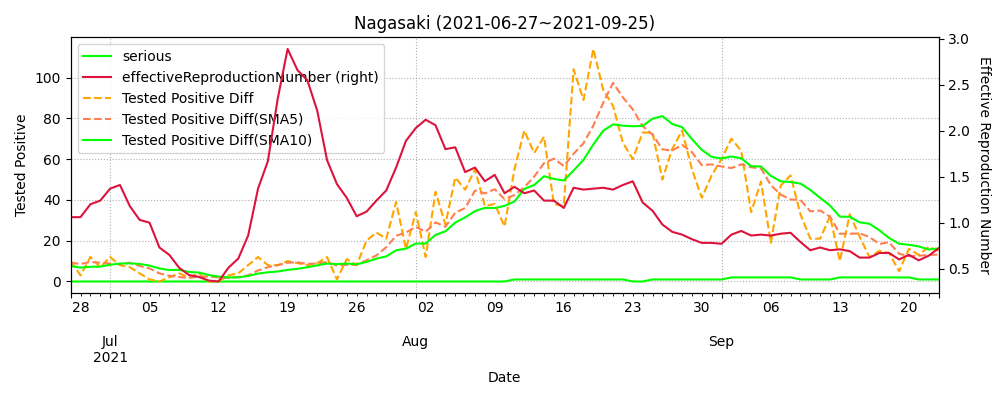 Nagasaki (2021-06-27~2021-09-25)
serious
effectiveReproductionNumber (right)
Tested Positive Diff
Tested Positive Diff(SMA5)
Tested Positive Diff(SMA10)
Tested Positive
100
80
60
40
20
0
3.0
2.5
2.0
1.5
1.0
0.5
Effective Reproduction Number
28 05 12 19 26 02 09 16 23 30 06 13 20
Jul Aug Sep
2021
Date